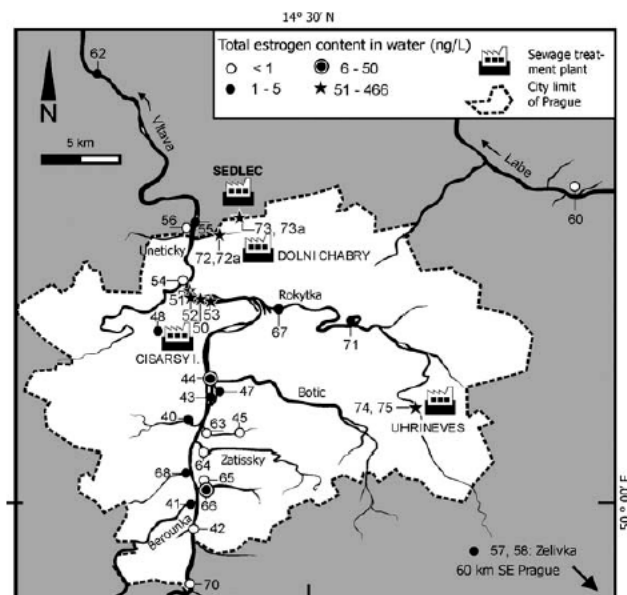 14° 30´ N
Total estrogen content in water (ng/L)
< 1
6 - 50
1 - 5
51 - 466
Sewage treat-
ment plant
City limit
of Prague
62
N
5 km
Vltava
Labe
60
SEDLEC
56
55
73, 73a
Uneticky
72,72a
DOLNI CHABRY
54
51
52
53
50
48
Rokytka
67
71
CISARSY I.
44
43
47
Botic
74, 75
UHRINEVES
40
63
45
64
Zatissky
68
65
66
41
Berounka
42
50° 00´ E
57, 58: Zelivka
60 km SE Prague
70